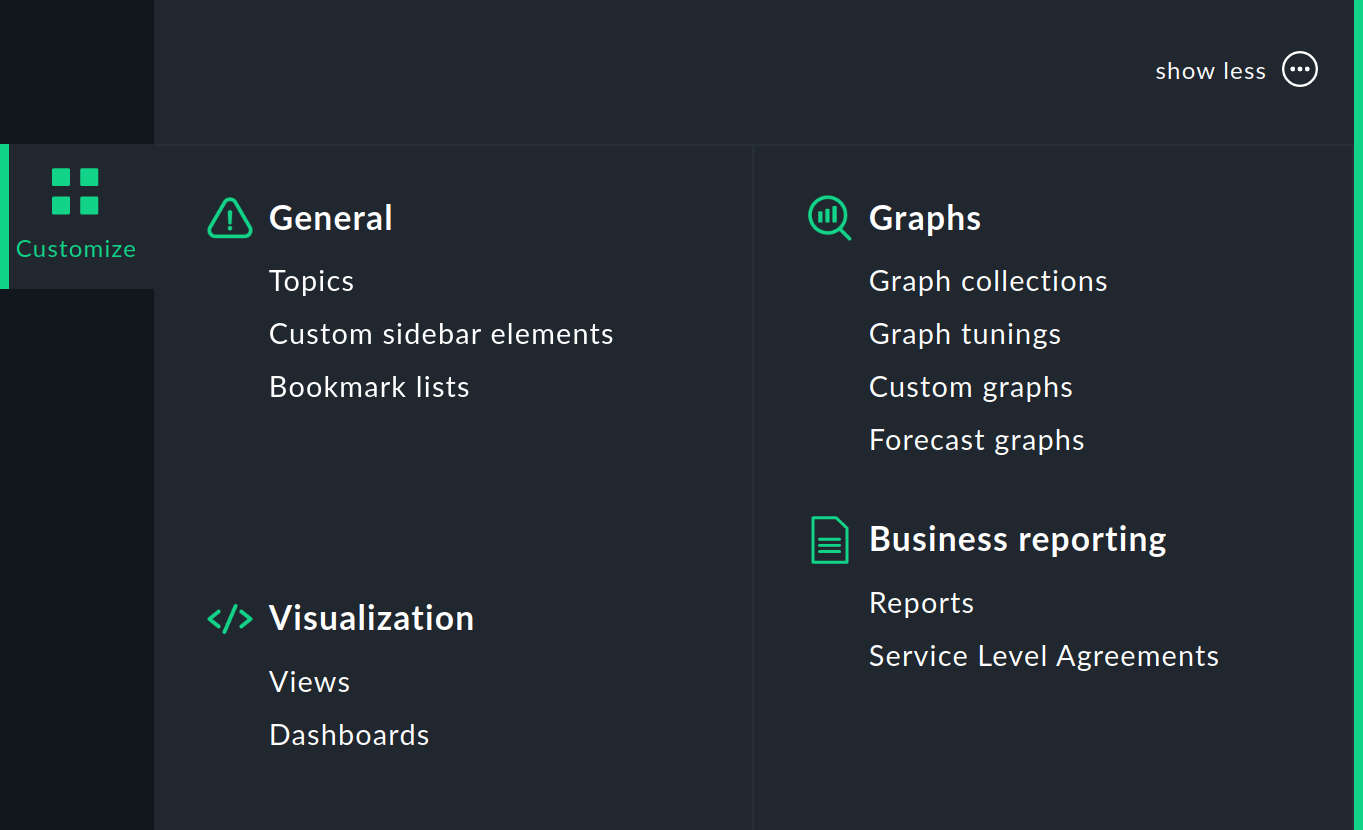 show less
Customize
General
Topics
Custom sidebar elements
Bookmark lists
Visualization
Views
Dashboards
Graphs
Graph collections
Graph tunings
Custom graphs
Forecast graphs
Business reporting
Reports
Service Level Agreements